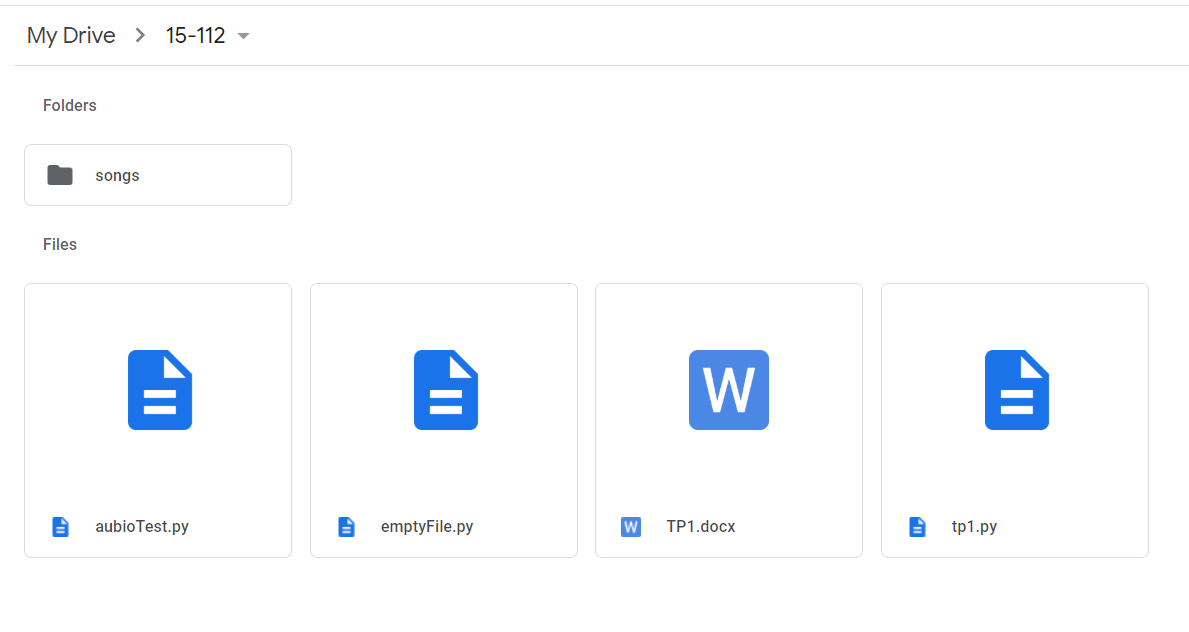 My Drive > 15-112
Folders
songs
Files
W
aubioTest.py emptyFile.py W TP1.docx tp1.py